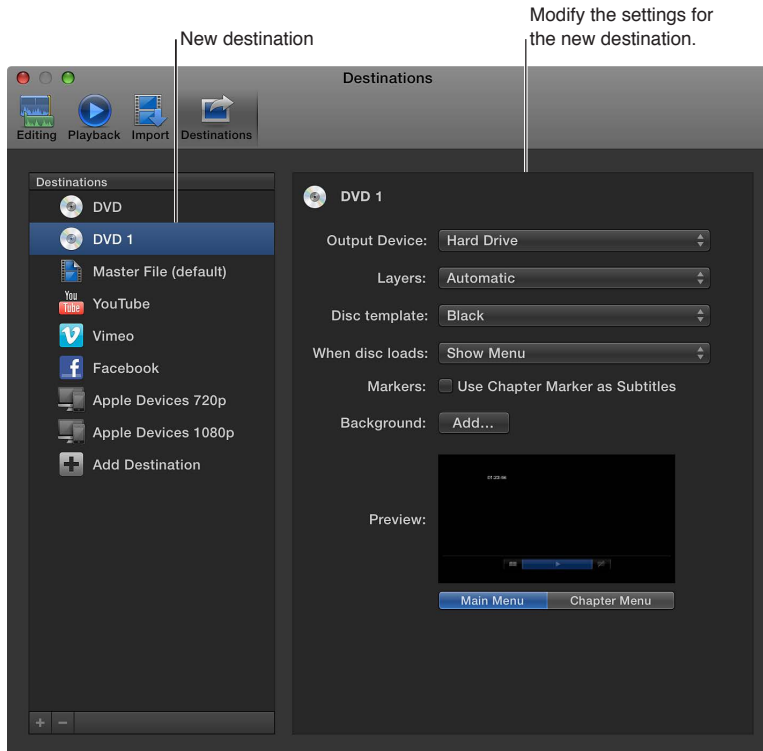 Modify the settings for
the new destination.
New destination
Destinations
Editing Playback Import Destinations
Destinations
DVD
DVD 1
Master File (default)
You
Tube
YouTube
Vimeo
Facebook
Apple Devices 720p
Apple Devices 1080p
Add Destination
DVD 1
Output Device: Hard Drive
Layers: Automatic
Disc template: Black
When disc loads: Show Menu
Markers: Use Chapter Marker as Subtitles
Background: Add...
Preview:
Main Menu Chapter Menu